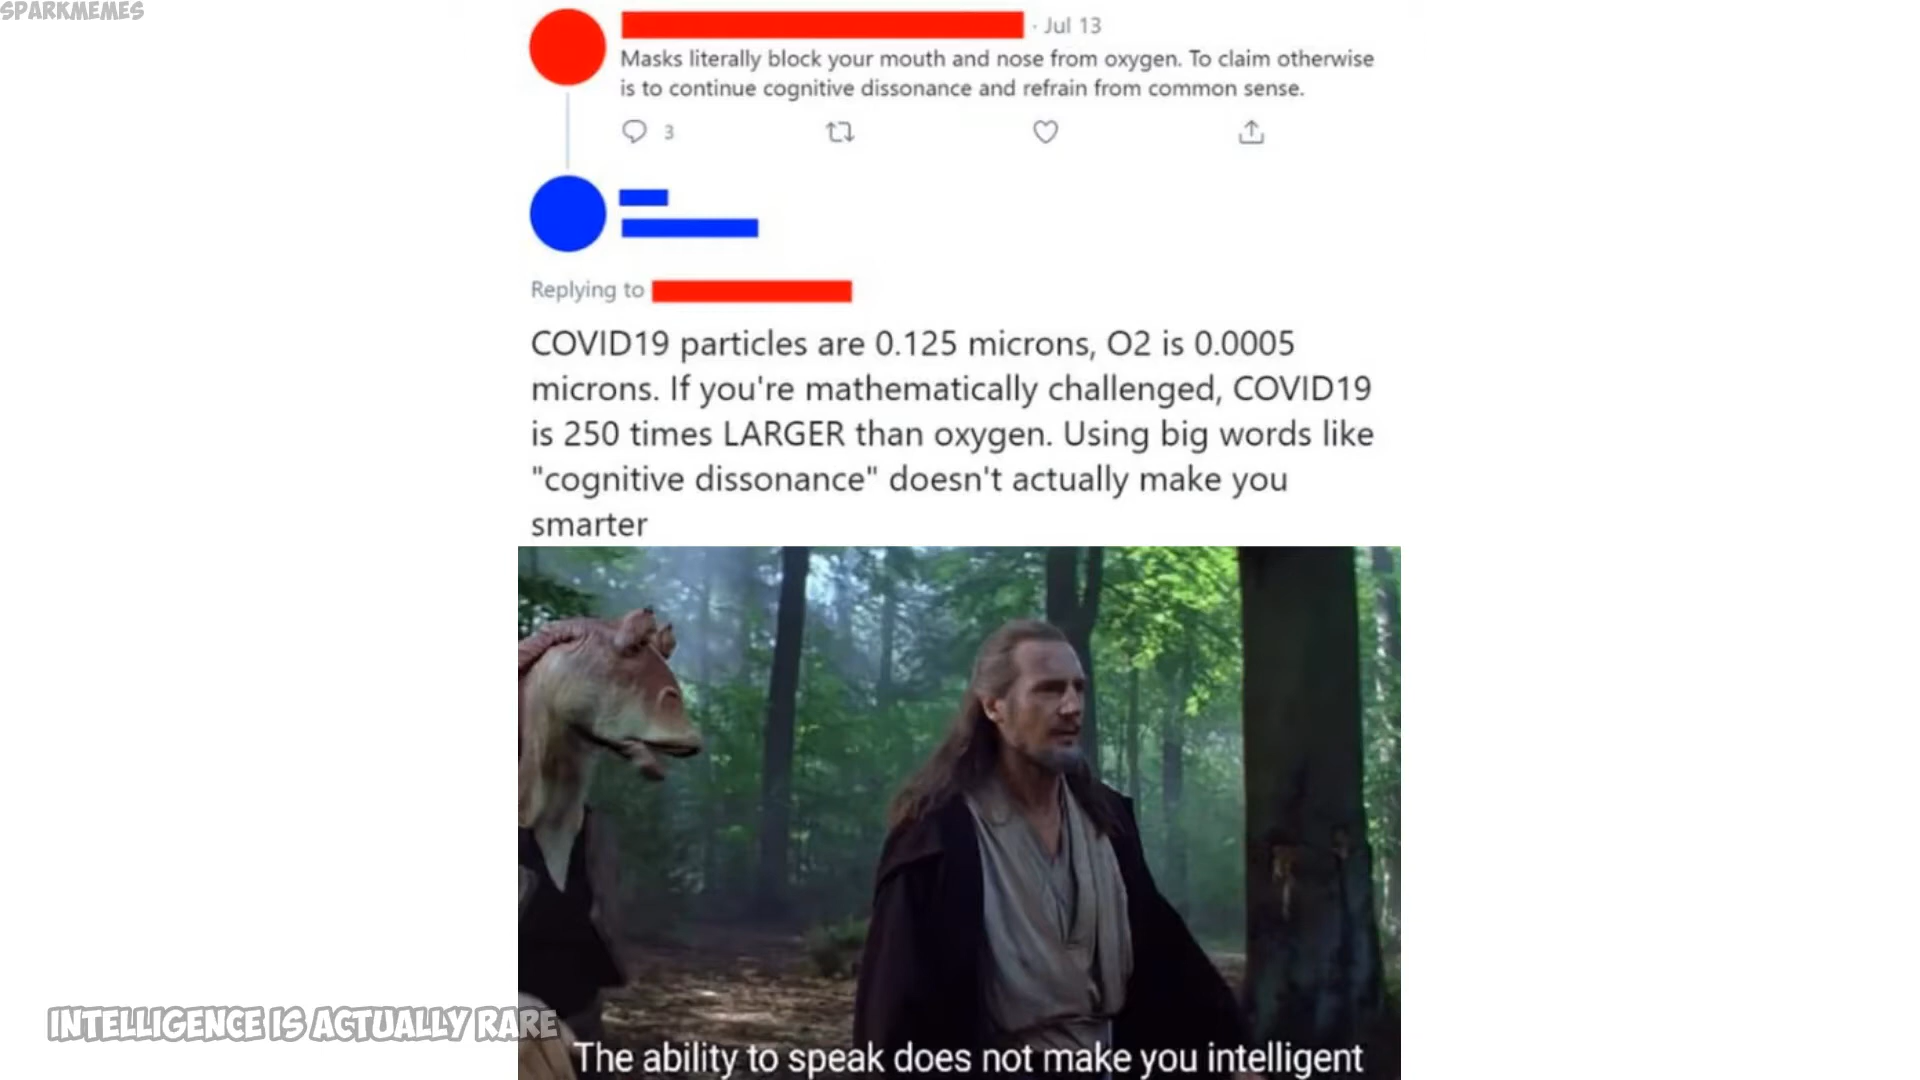 SPARKMEMES
· Jul 13
Masks literally block your mouth and nose from oxygen. To claim otherwise
is to continue cognitive dissonance and refrain from common sense.
3
Replying to
COVID19 particles are 0.125 microns, O2 is 0.0005
microns. If you're mathematically challenged, COVID19
is 250 times LARGER than oxygen. Using big words like
"cognitive dissonance" doesn't actually make you
smarter
INTELLIGENCE IS ACTUALLY RARE
The ability to speak does not make you intelligent